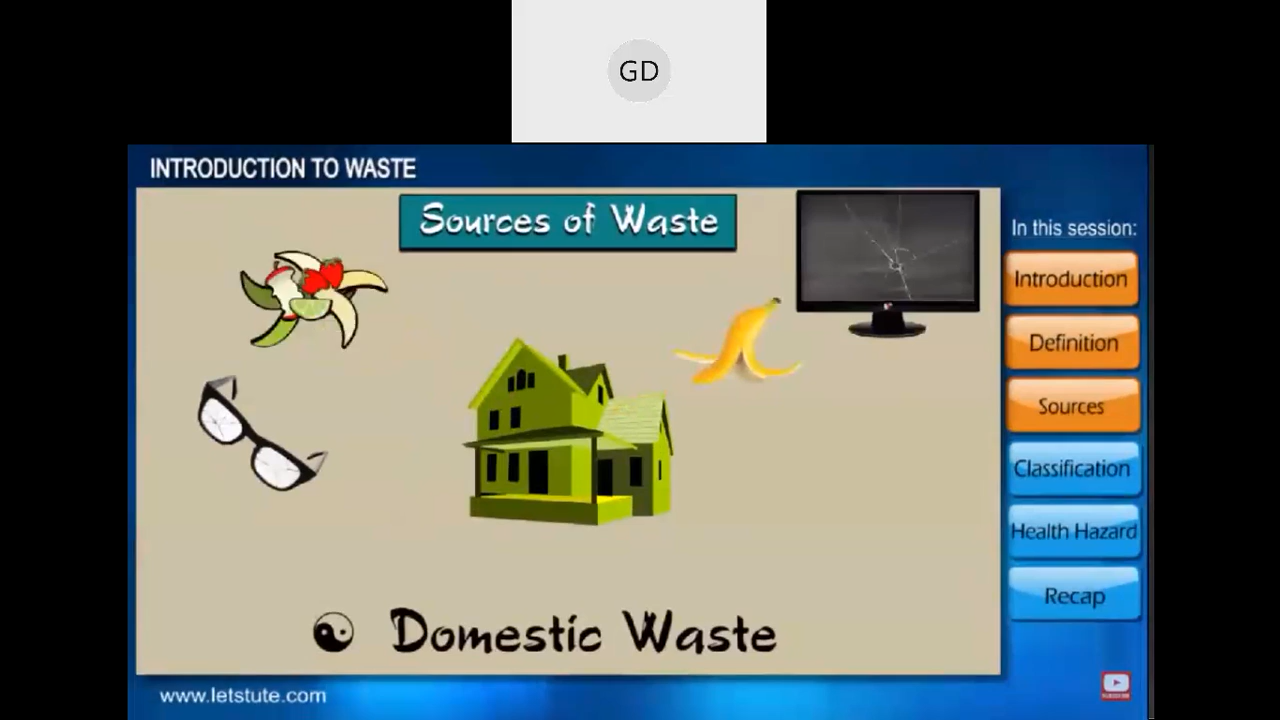 GD
INTRODUCTION TO WASTE
Sources of Waste
In this session:
Introduction
Definition
Sources
Classification
Health Hazard
Recap
Domestic Waste
www.letstute.com